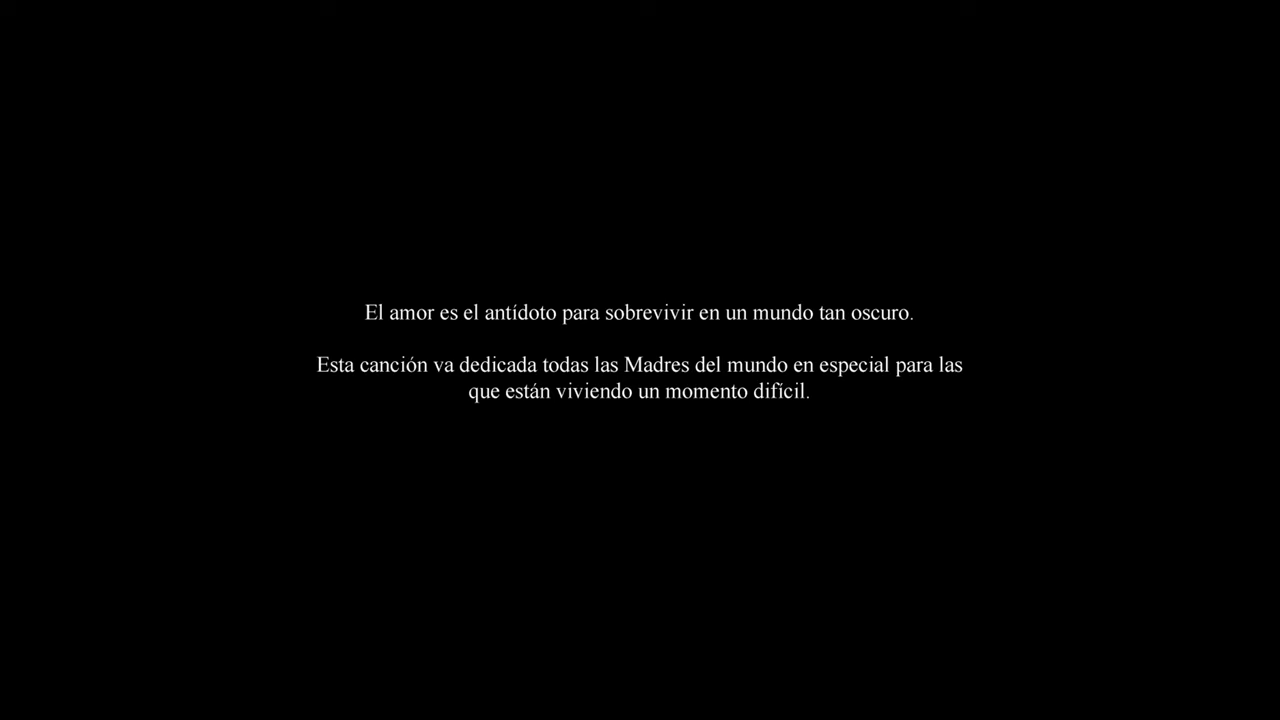 El amor es el antídoto para sobrevivir en un mundo tan oscuro.
Esta canción va dedicada todas las Madres del mundo en especial para las
que están viviendo un momento difícil.